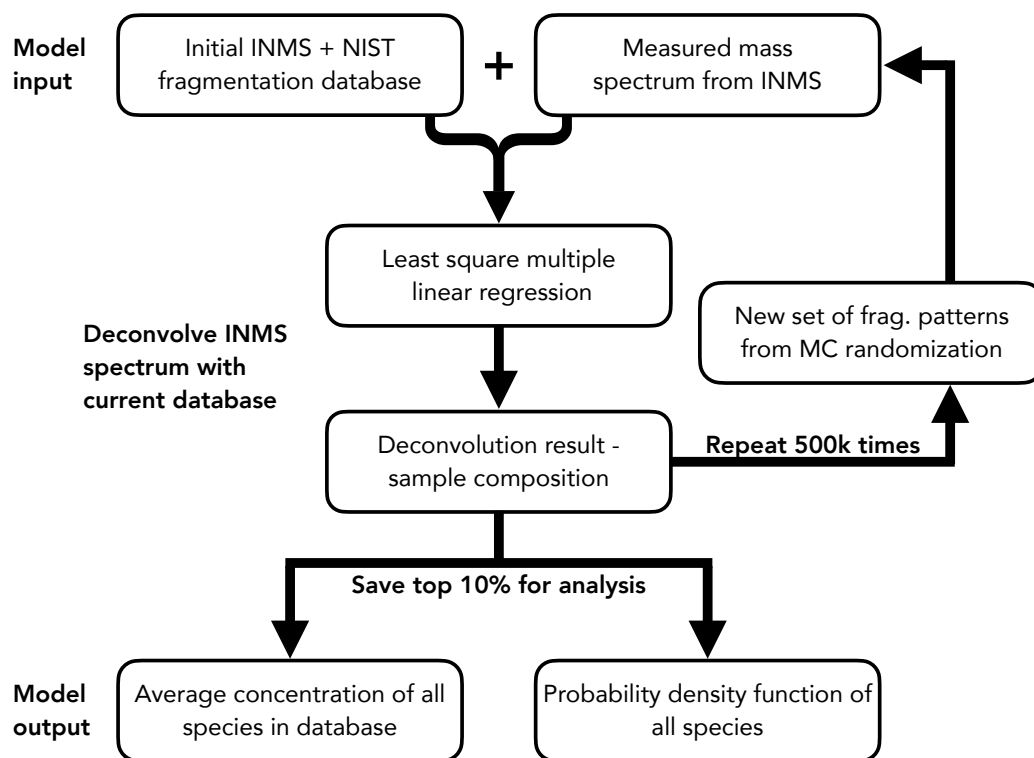 Model
input
Initial INMS + NIST
fragmentation database
+
Measured mass
spectrum from INMS
Least square multiple
linear regression
New set of frag. patterns
from MC randomization
Deconvolve INMS
spectrum with
current database
Deconvolution result -
sample composition
Repeat 500k times
Save top 10% for analysis
Model
output
Average concentration of all
species in database
Probability density function of
all species